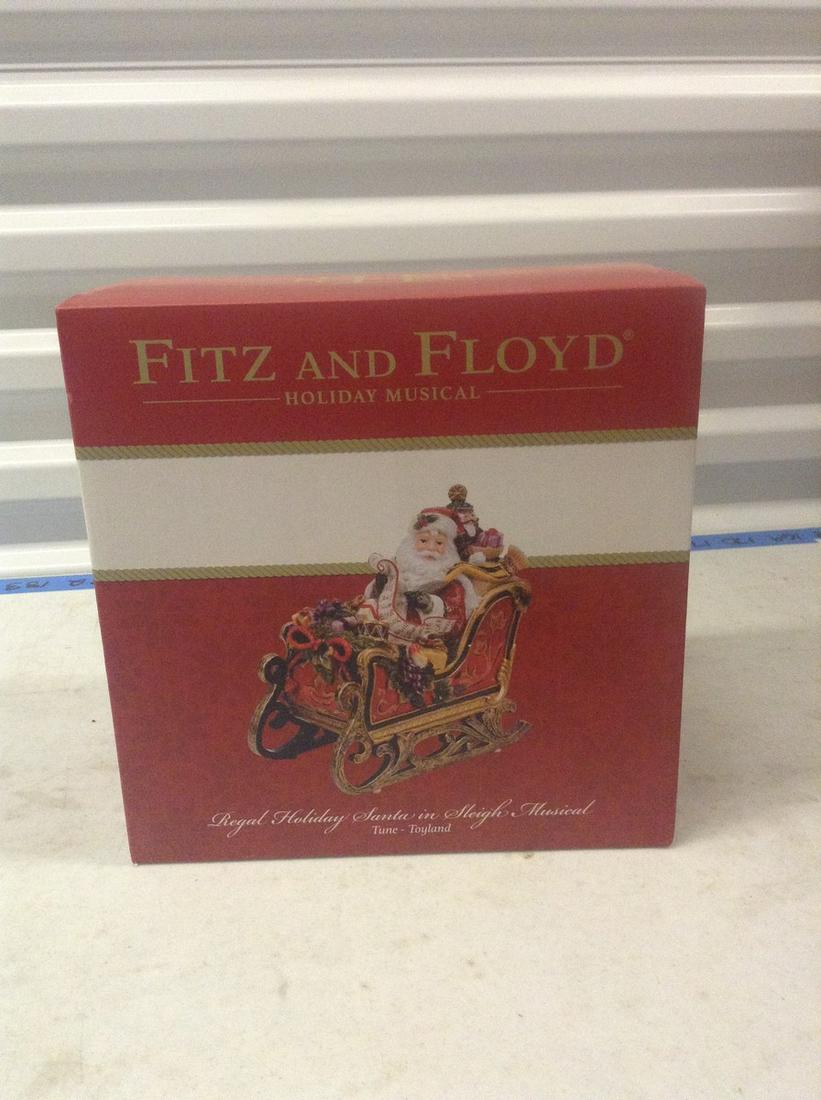 FITZ AND FLOYD®
HOLIDAY MUSICAL
Regal Holiday Santa in Sleigh Musical
Tune - Toyland